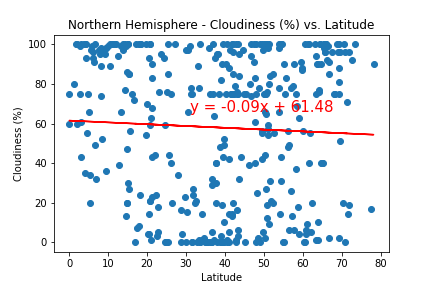 Northern Hemisphere - Cloudiness (%) vs. Latitude
100
80
60
40
20
0
Cloudiness (%)
y = -0.09x + 61.48
0 10 20 30 40 50 60 70 80
Latitude